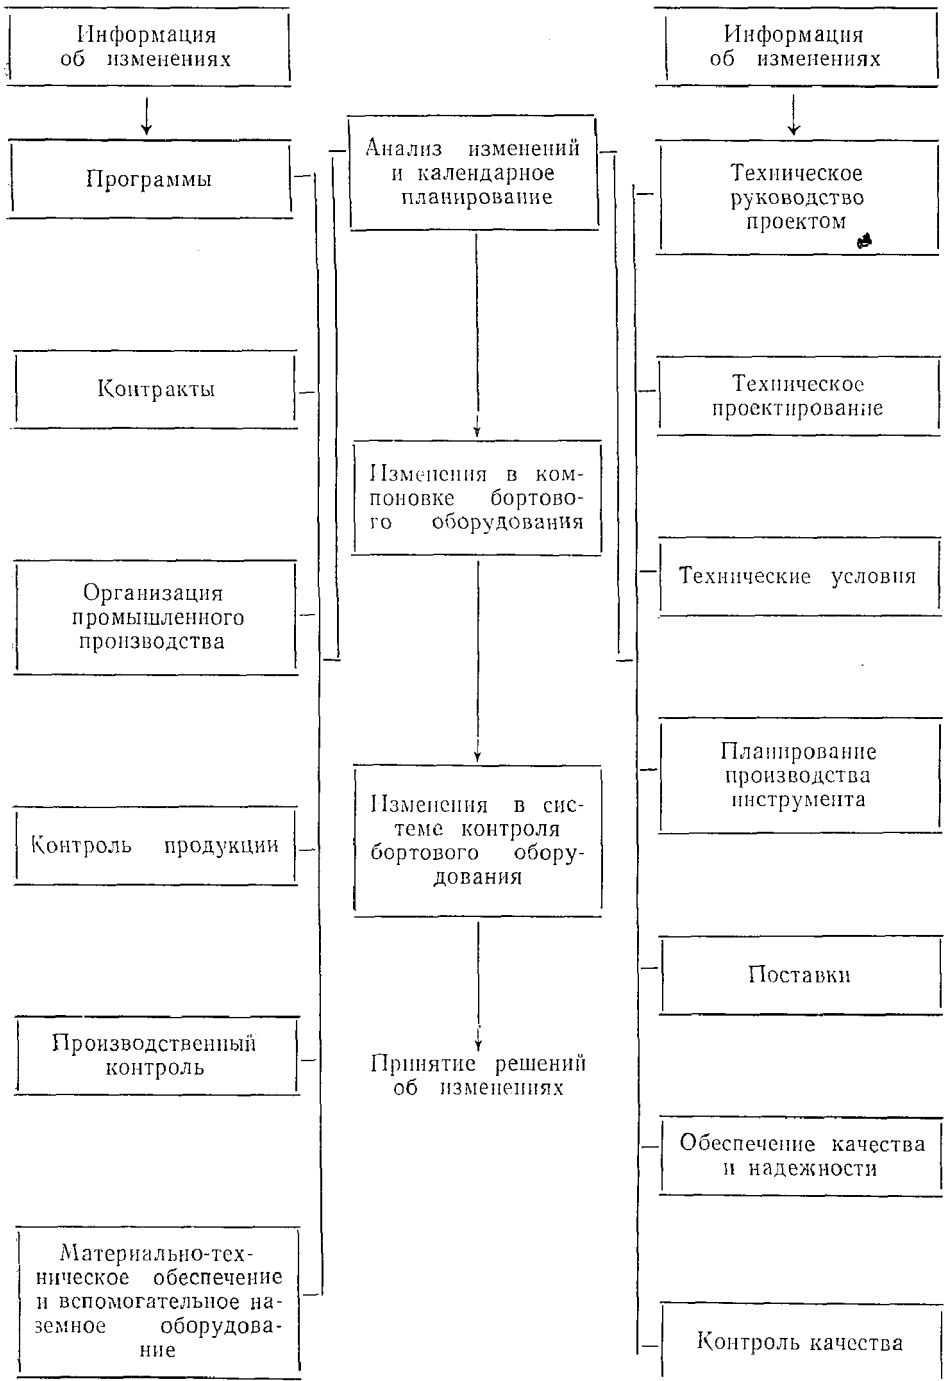 Информация
об изменениях
Программы
Контракты
Организация
промышленного
производства
Контроль продукции
Производственный
контроль
Материально-тех-
ническое обеспечение
и вспомогательное на-
земное оборудова-
ние
Анализ изменений
и календарное
планирование
Изменения в ком-
поновке бортово-
го оборудования
Изменения в сис-
теме контроля
бортового обору-
дования
Принятие решений
об изменениях
Информация
об изменениях
Техническое
руководство
проектом
Техническое
проектирование
Технические условия
Планирование
производства
инструмента
Поставки
Обеспечение качества
и надежности
Контроль качества